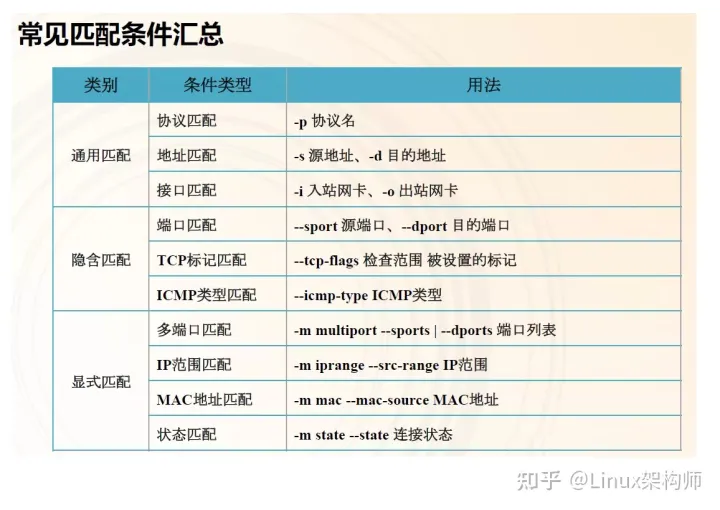 常见匹配条件汇总
类别 条件类型 用法
通用匹配 协议匹配 -p 协议名
地址匹配 -s 源地址、-d 目的地址
接口匹配 -i 入站网卡、-o 出站网卡
隐含匹配 端口匹配 --sport 源端口、--dport 目的端口
TCP标记匹配 --tcp-flags 检查范围 被设置的标记
ICMP类型匹配 --icmp-type ICMP类型
显式匹配 多端口匹配 -m multiport --sports | --dports 端口列表
IP范围匹配 -m iprange --src-range IP范围
MAC地址匹配 -m mac --mac-source MAC地址
状态匹配 -m state --state 连接状态
知乎 @Linux架构师